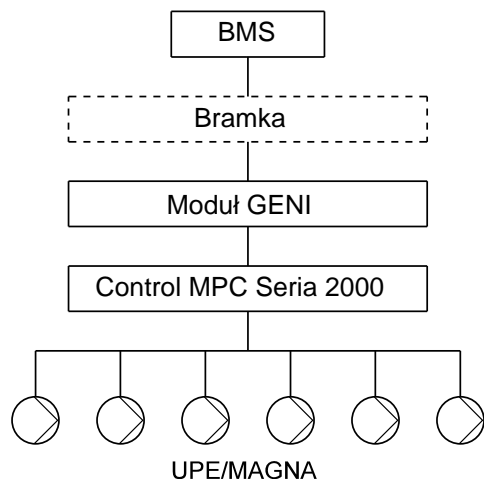 BMS
Bramka
Moduł GENI
Control MPC Seria 2000
UPE/MAGNA